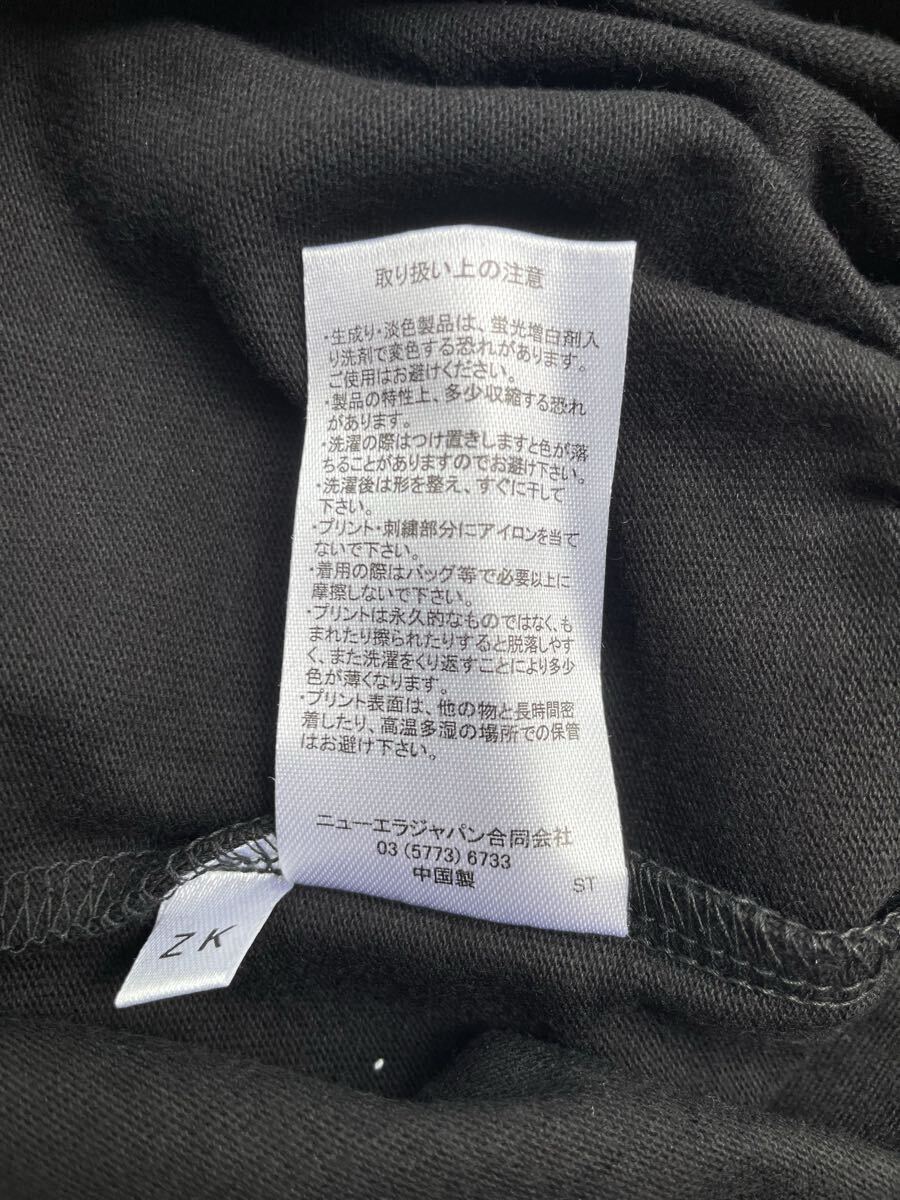 取り扱い上の注意
・生成り・淡色製品は、蛍光増白剤入
り洗剤で変色する恐れがあります。
ご使用はお避けください。
・製品の特性上、多少収縮する恐れ
があります。
・洗濯の際はつけ置きしますと色が落
ちることがありますのでお避け下さい。
・洗濯後は形を整え、すぐに干して
下さい。
・プリント・刺繍部分にアイロンを当て
ないで下さい。
・着用の際はバッグ等で必要以上に
摩擦しないで下さい。
・プリントは永久的なものではなく、も
まれたり擦られたりすると脱落しやす
く、また洗濯をくり返すことにより多少
色が薄くなります。
・プリント表面は、他の物と長時間密
着したり、高温多湿の場所での保管
はお避け下さい。
ニューエラジャパン合同会社
03 (5773) 6733
中国製
ST
ZK